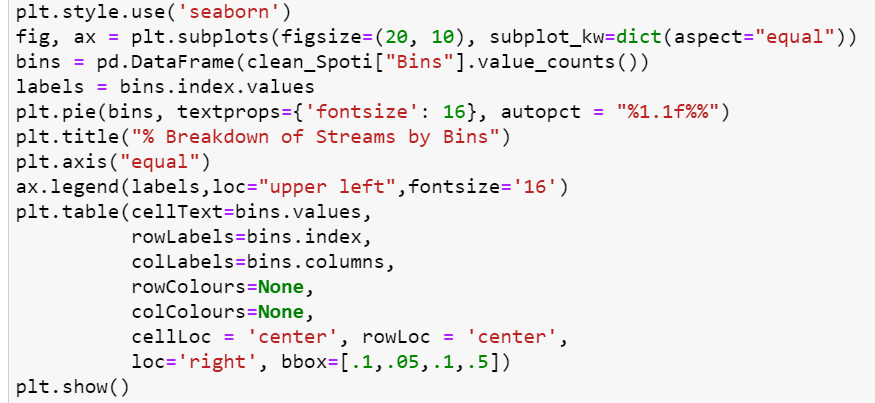 plt.style.use('seaborn')
fig, ax = plt.subplots(figsize=(20, 10), subplot_kw=dict(aspect="equal"))
bins = pd.DataFrame(clean_Spoti["Bins"].value_counts())
labels = bins.index.values
plt.pie(bins, textprops={'fontsize': 16}, autopct = "%1.1f%%")
plt.title("% Breakdown of Streams by Bins")
plt.axis("equal")
ax.legend(labels,loc="upper left",fontsize='16')
plt.table(cellText=bins.values,
          rowLabels=bins.index,
          colLabels=bins.columns,
          rowColours=None,
          colColours=None,
          cellLoc = 'center', rowLoc = 'center',
          loc='right', bbox=[.1,.05,.1,.5])
plt.show()